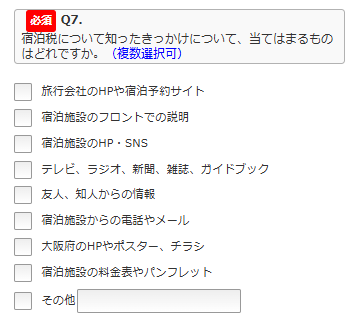 必須 Q7.
宿泊税について知ったきっかけについて、当てはまるもの
はどれですか。（複数選択可）
旅行会社のHPや宿泊予約サイト
宿泊施設のフロントでの説明
宿泊施設のHP・SNS
テレビ、ラジオ、新聞、雑誌、ガイドブック
友人、知人からの情報
宿泊施設からの電話やメール
大阪府のHPやポスター、チラシ
宿泊施設の料金表やパンフレット
その他